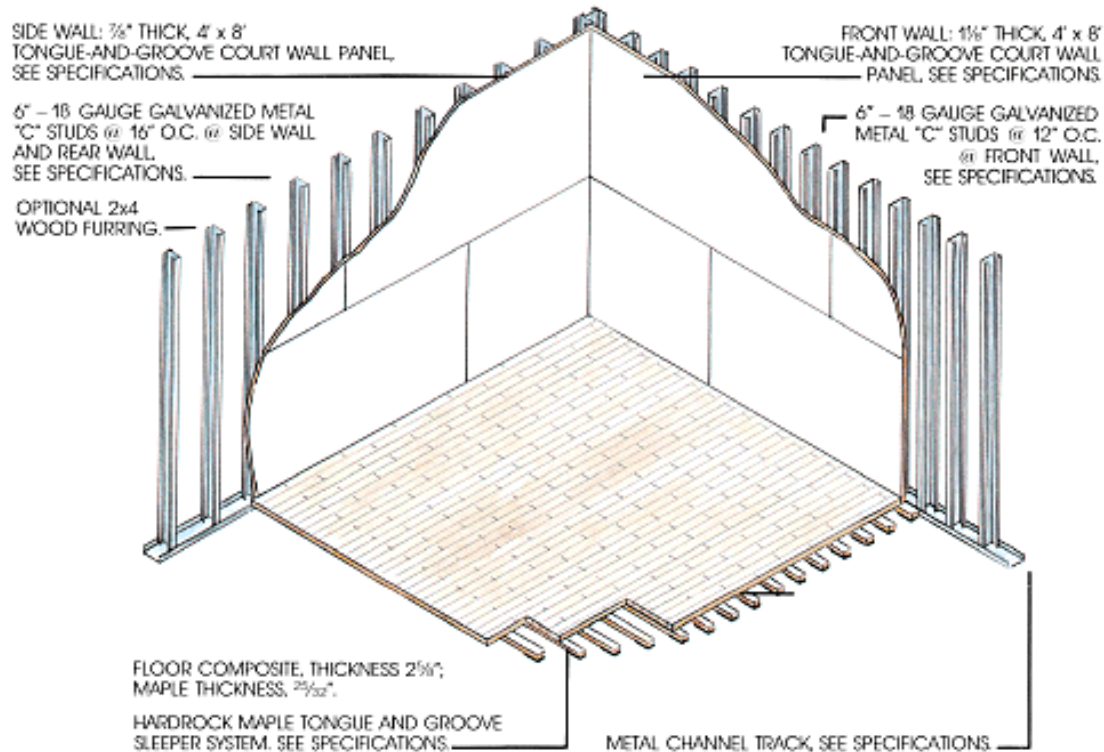 SIDE WALL: ⅞" THICK, 4' x 8'
TONGUE-AND-GROOVE COURT WALL PANEL,
SEE SPECIFICATIONS.
6" – 18 GAUGE GALVANIZED METAL
"C" STUDS @ 16" O.C. @ SIDE WALL
AND REAR WALL,
SEE SPECIFICATIONS.
OPTIONAL 2x4
WOOD FURRING.
FRONT WALL: 1⅛" THICK, 4' x 8'
TONGUE-AND-GROOVE COURT WALL
PANEL, SEE SPECIFICATIONS.
6" – 18 GAUGE GALVANIZED
METAL "C" STUDS @ 12" O.C.
@ FRONT WALL,
SEE SPECIFICATIONS.
FLOOR COMPOSITE, THICKNESS
MAPLE THICKNESS, ²⁵⁄₃₂".
HARDROCK MAPLE TONGUE AND GROOVE
SLEEPER SYSTEM. SEE SPECIFICATIONS.
METAL CHANNEL TRACK, SEE SPECIFICATIONS